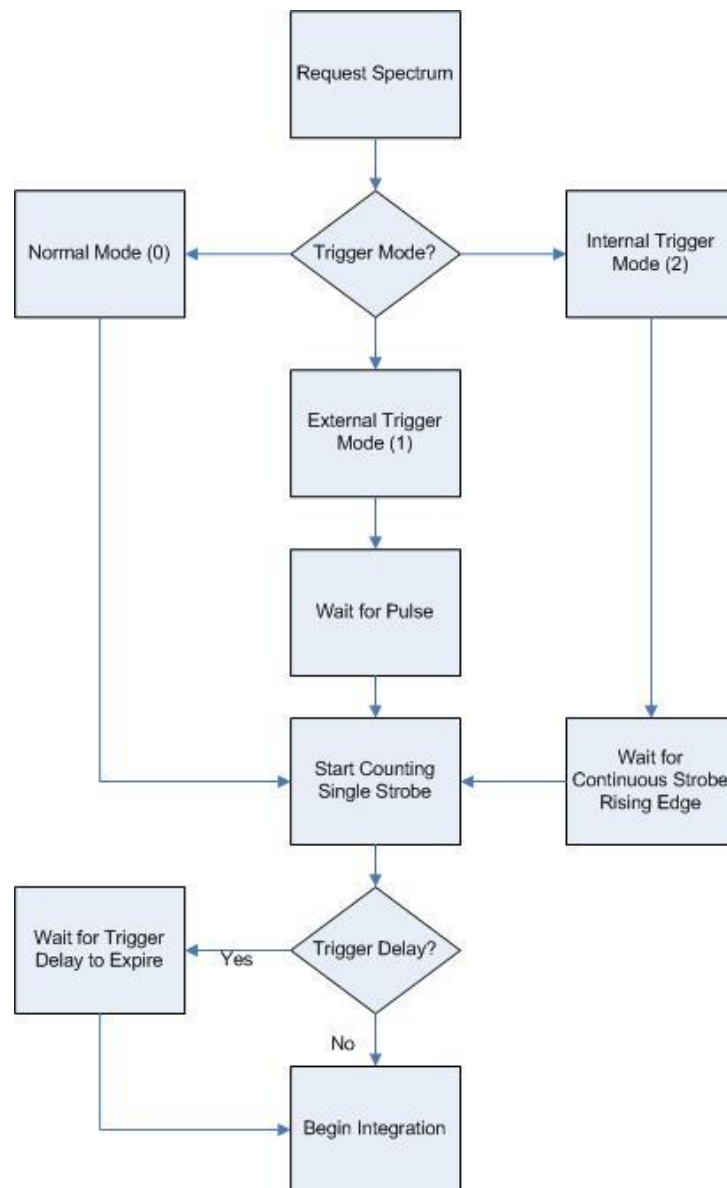 Request Spectrum
Normal Mode (0)
Trigger Mode?
Internal Trigger
Mode (2)
External Trigger
Mode (1)
Wait for Pulse
Start Counting
Single Strobe
Wait for
Continuous Strobe
Rising Edge
Wait for Trigger
Delay to Expire
Yes
Trigger Delay?
No
Begin Integration